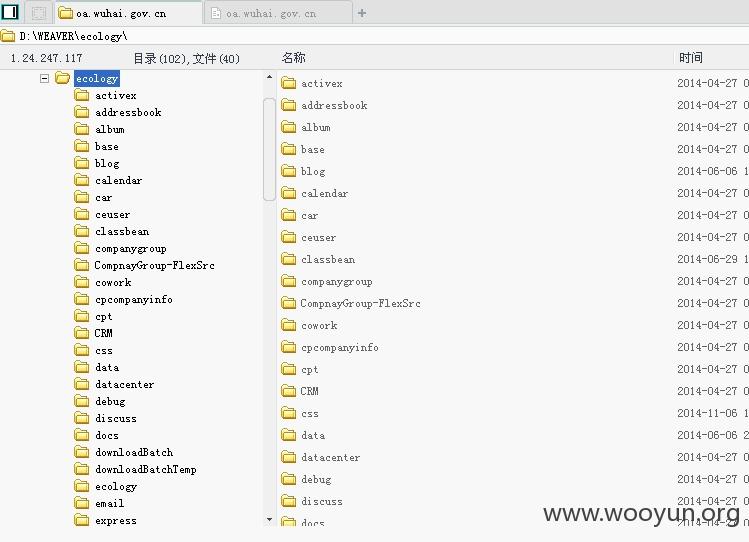 oa.wuhai.gov.cn
oa.wuhai.gov.cn
D:\WEAVER\ecology\
1.24.247.117 目录(102),文件(40)
名称 时间
ecology
activex
addressbook
album
base
blog
calendar
car
ceuser
classbean
companygroup
CompnayGroup-FlexSrc
cowork
cpcompanyinfo
cpt
CRM
css
data
datacenter
debug
discuss
docs
downloadBatch
downloadBatchTemp
ecology
email
express
activex 2014-04-27 0
addressbook 2014-04-27 0
album 2014-04-27 0
base 2014-04-27 0
blog 2014-06-06 1
calendar 2014-04-27 0
car 2014-04-27 0
ceuser 2014-04-27 0
classbean 2014-06-29 1
companygroup 2014-04-27 0
CompnayGroup-FlexSrc 2014-04-27 0
cowork 2014-04-27 0
cpcompanyinfo 2014-04-27 0
cpt 2014-04-27 0
CRM 2014-04-27 0
css 2014-11-06 1
data 2014-06-06 2
datacenter 2014-04-27 0
debug 2014-04-27 0
discuss 2014-04-27 0
docs 2014-04-27 0
www.wooyun.org